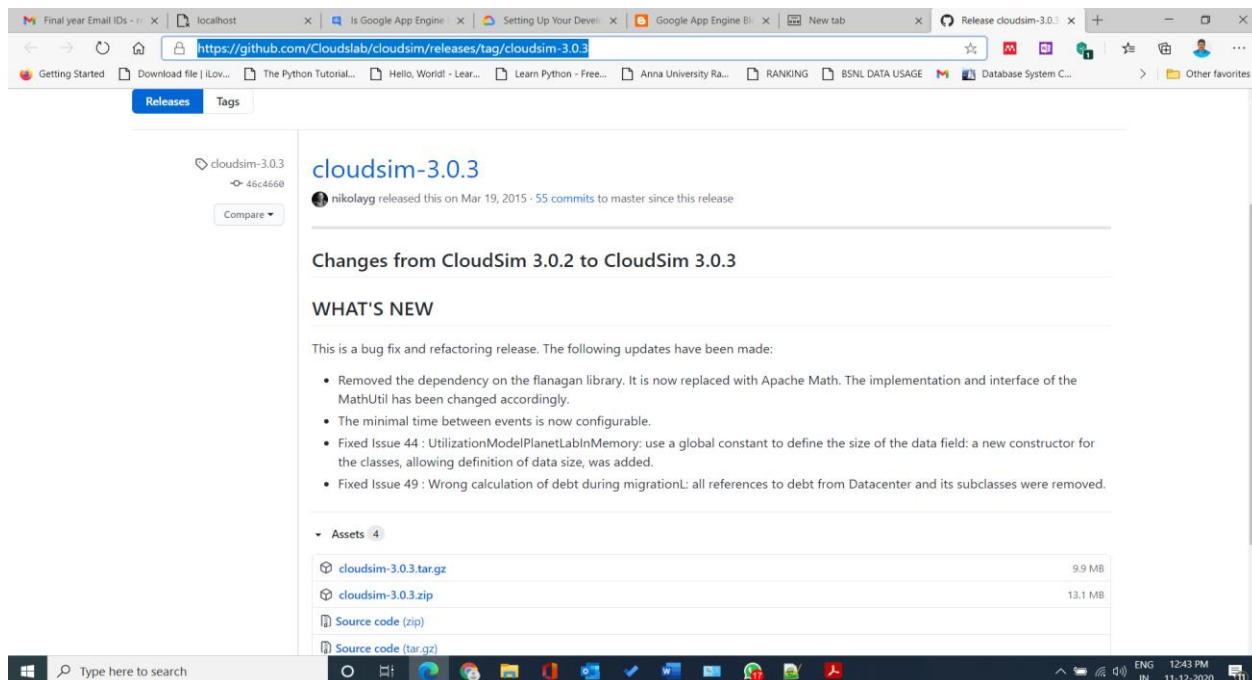 Final year Email IDs - localhost Is Google App Engine Setting Up Your Devel Google App Engine Bl New tab Release cloudsim-3.0.3
https://github.com/Cloudslab/cloudsim/releases/tag/cloudsim-3.0.3
Getting Started Download file | iLov... The Python Tutorial... Hello, World! - Lear... Learn Python - Free... Anna University Ra... RANKING BSNL DATA USAGE Database System C... Other favorites
Releases Tags
cloudsim-3.0.3
46c4660
Compare
cloudsim-3.0.3
nikolayg released this on Mar 19, 2015 · 55 commits to master since this release
Changes from CloudSim 3.0.2 to CloudSim 3.0.3
WHAT'S NEW
This is a bug fix and refactoring release. The following updates have been made:
• Removed the dependency on the flanagan library. It is now replaced with Apache Math. The implementation and interface of the
MathUtil has been changed accordingly.
• The minimal time between events is now configurable.
• Fixed Issue 44 : UtilizationModelPlanetLabInMemory: use a global constant to define the size of the data field: a new constructor for
the classes, allowing definition of data size, was added.
• Fixed Issue 49 : Wrong calculation of debt during migrationL: all references to debt from Datacenter and its subclasses were removed.
Assets 4
cloudsim-3.0.3.tar.gz 9.9 MB
cloudsim-3.0.3.zip 13.1 MB
Source code (zip)
Source code (tar.gz)
Type here to search
ENG 12:43 PM
IN 11-12-2020